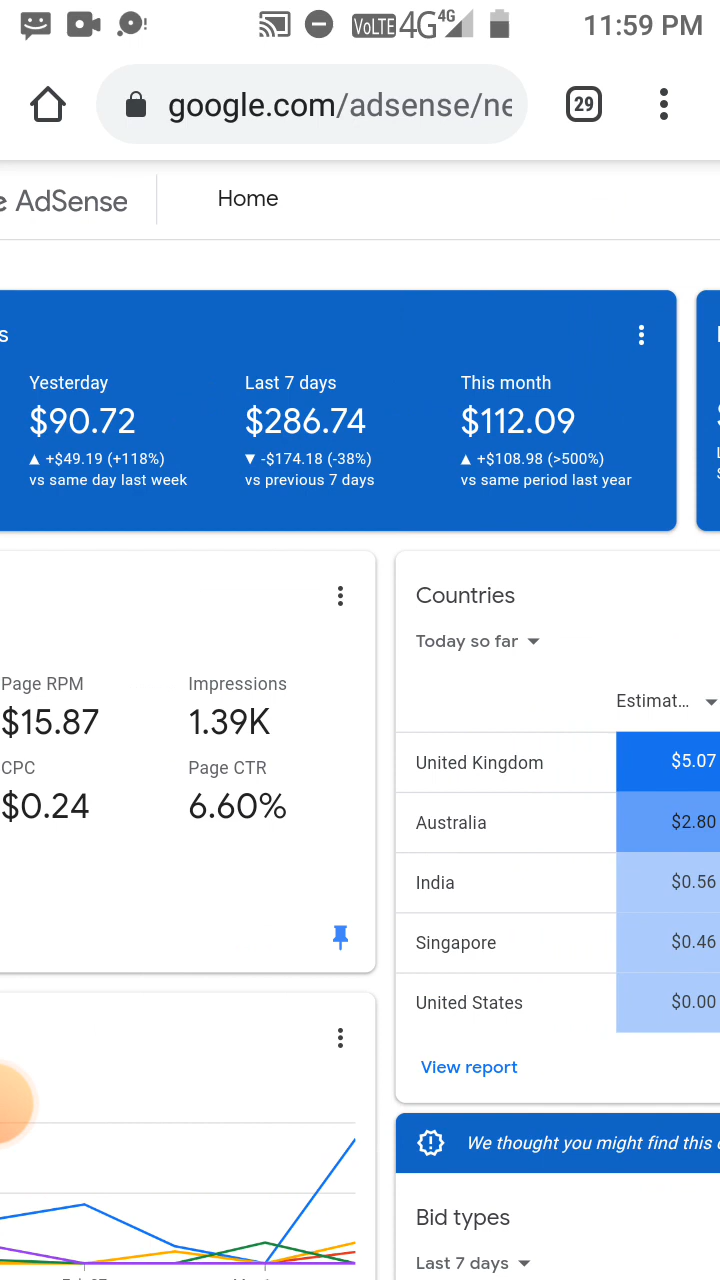 VoLTE 4G 4G 11:59 PM
google.com/adsense/ne 29
AdSense Home
s
Yesterday Last 7 days This month
$90.72 $286.74 $112.09
▲ +$49.19 (+118%) ▼ -$174.18 (-38%) ▲ +$108.98 (>500%)
vs same day last week vs previous 7 days vs same period last year
Countries
Today so far
Page RPM Impressions
$15.87 1.39K
CPC Page CTR
$0.24 6.60%
Estimat...
United Kingdom $5.07
Australia $2.80
India $0.56
Singapore $0.46
United States $0.00
View report
We thought you might find this
Bid types
Last 7 days